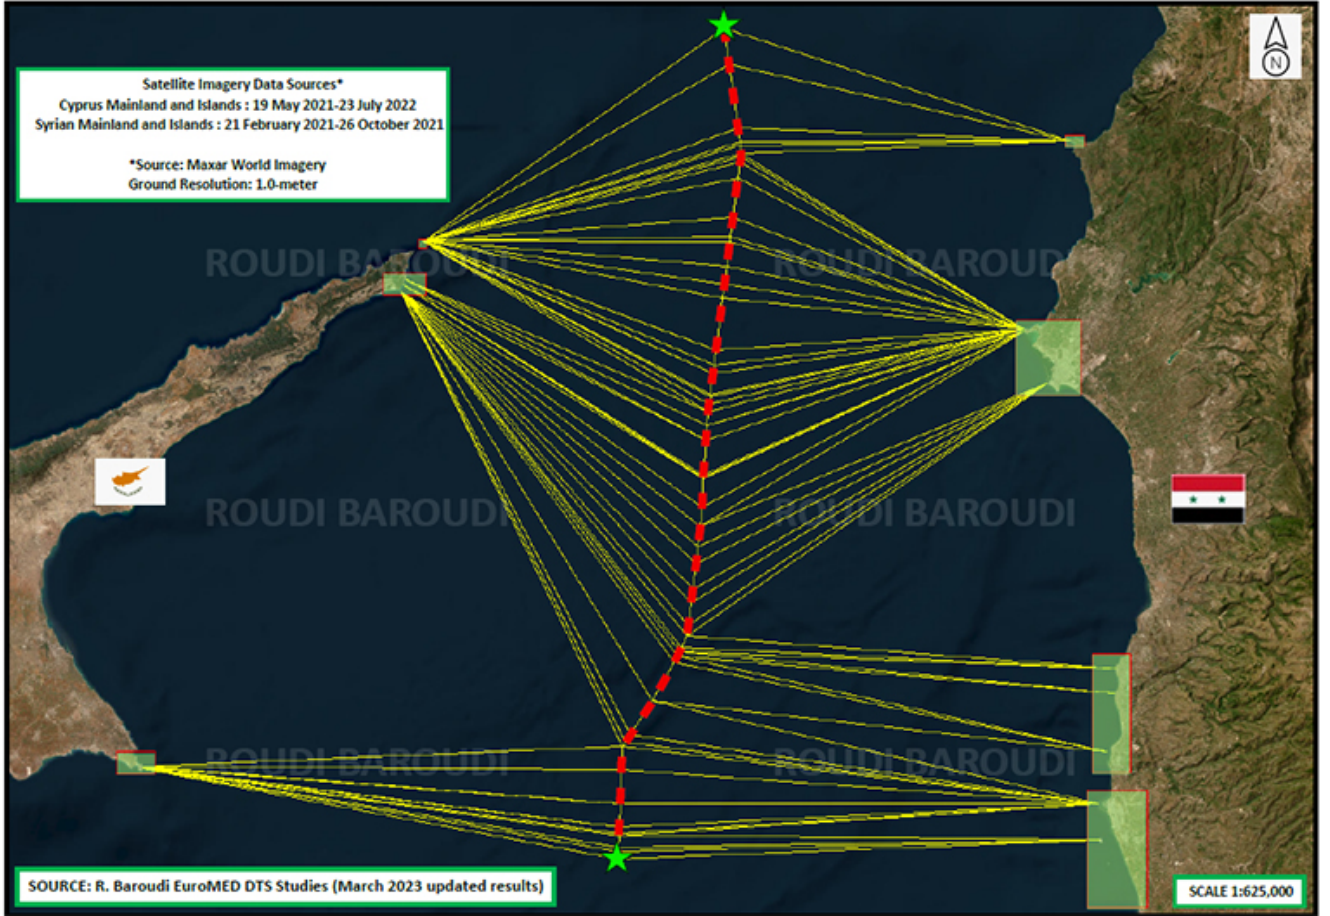 N
Satellite Imagery Data Sources*
Cyprus Mainland and Islands : 19 May 2021-23 July 2022
Syrian Mainland and Islands : 21 February 2021-26 October 2021
*Source: Maxar World Imagery
Ground Resolution: 1.0-meter
ROUDI BAROUDI
ROUDI BAROUDI
ROUDI BAROUDI
ROUDI BAROUDI
ROUDI BAROUDI
ROUDI BAROUDI
SOURCE: R. Baroudi EuroMED DTS Studies (March 2023 updated results)
SCALE 1:625,000